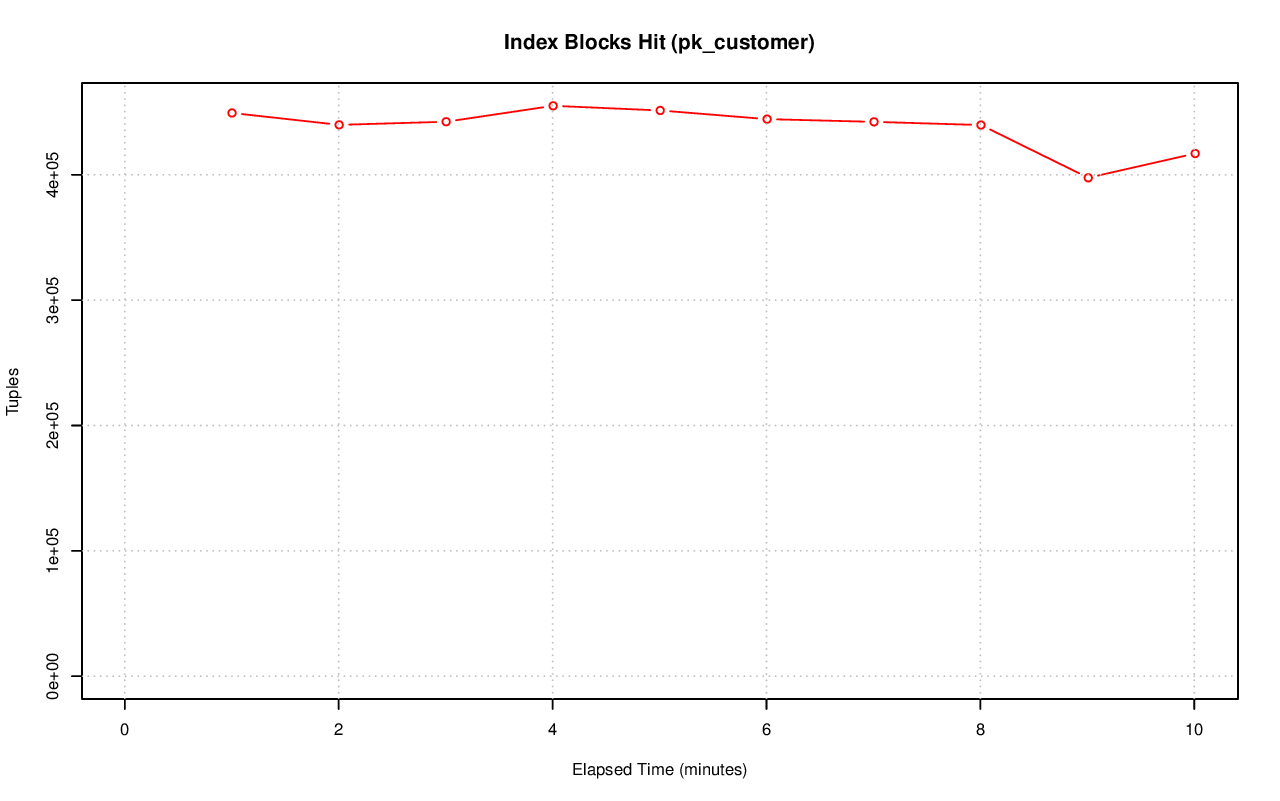 Index Blocks Hit (pk_customer)
Tuples
4e+05
3e+05
2e+05
1e+05
0e+00
0 2 4 6 8 10
Elapsed Time (minutes)